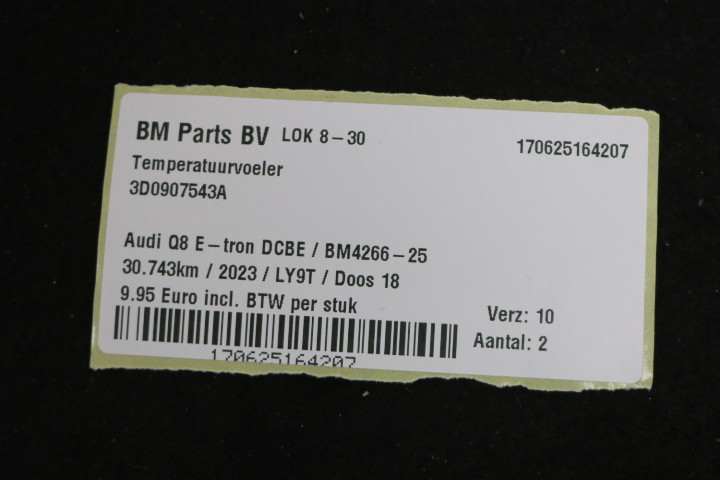 BM Parts BV LOK 8-30 170625164207
Temperatuurvoeler
3D0907543A
Audi Q8 E-tron DCBE / BM4266-25
30.743km / 2023 / LY9T / Doos 18
9.95 Euro incl. BTW per stuk
Verz: 10
Aantal: 2
170625164207